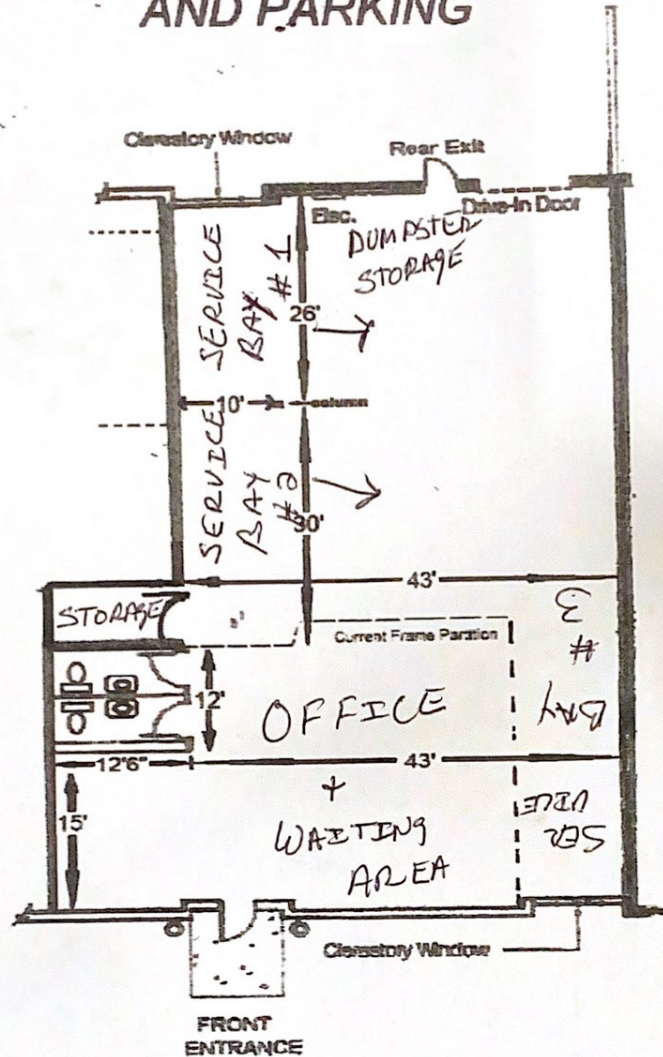 AND PARKING
Clerestory Window
Rear Exit
Elec.
Drive-In Door
DUMPSTER
STORAGE
SERVICE
BAY
# 1
26'
10'
column
SERVICE
BAY
#2
30'
43'
STORAGE
Current Frame Paration
SER
VICE
BAY
#
3
12'
OFFICE
12'6"
43'
15'
+
WAITING
AREA
Clerestory Window
FRONT
ENTRANCE